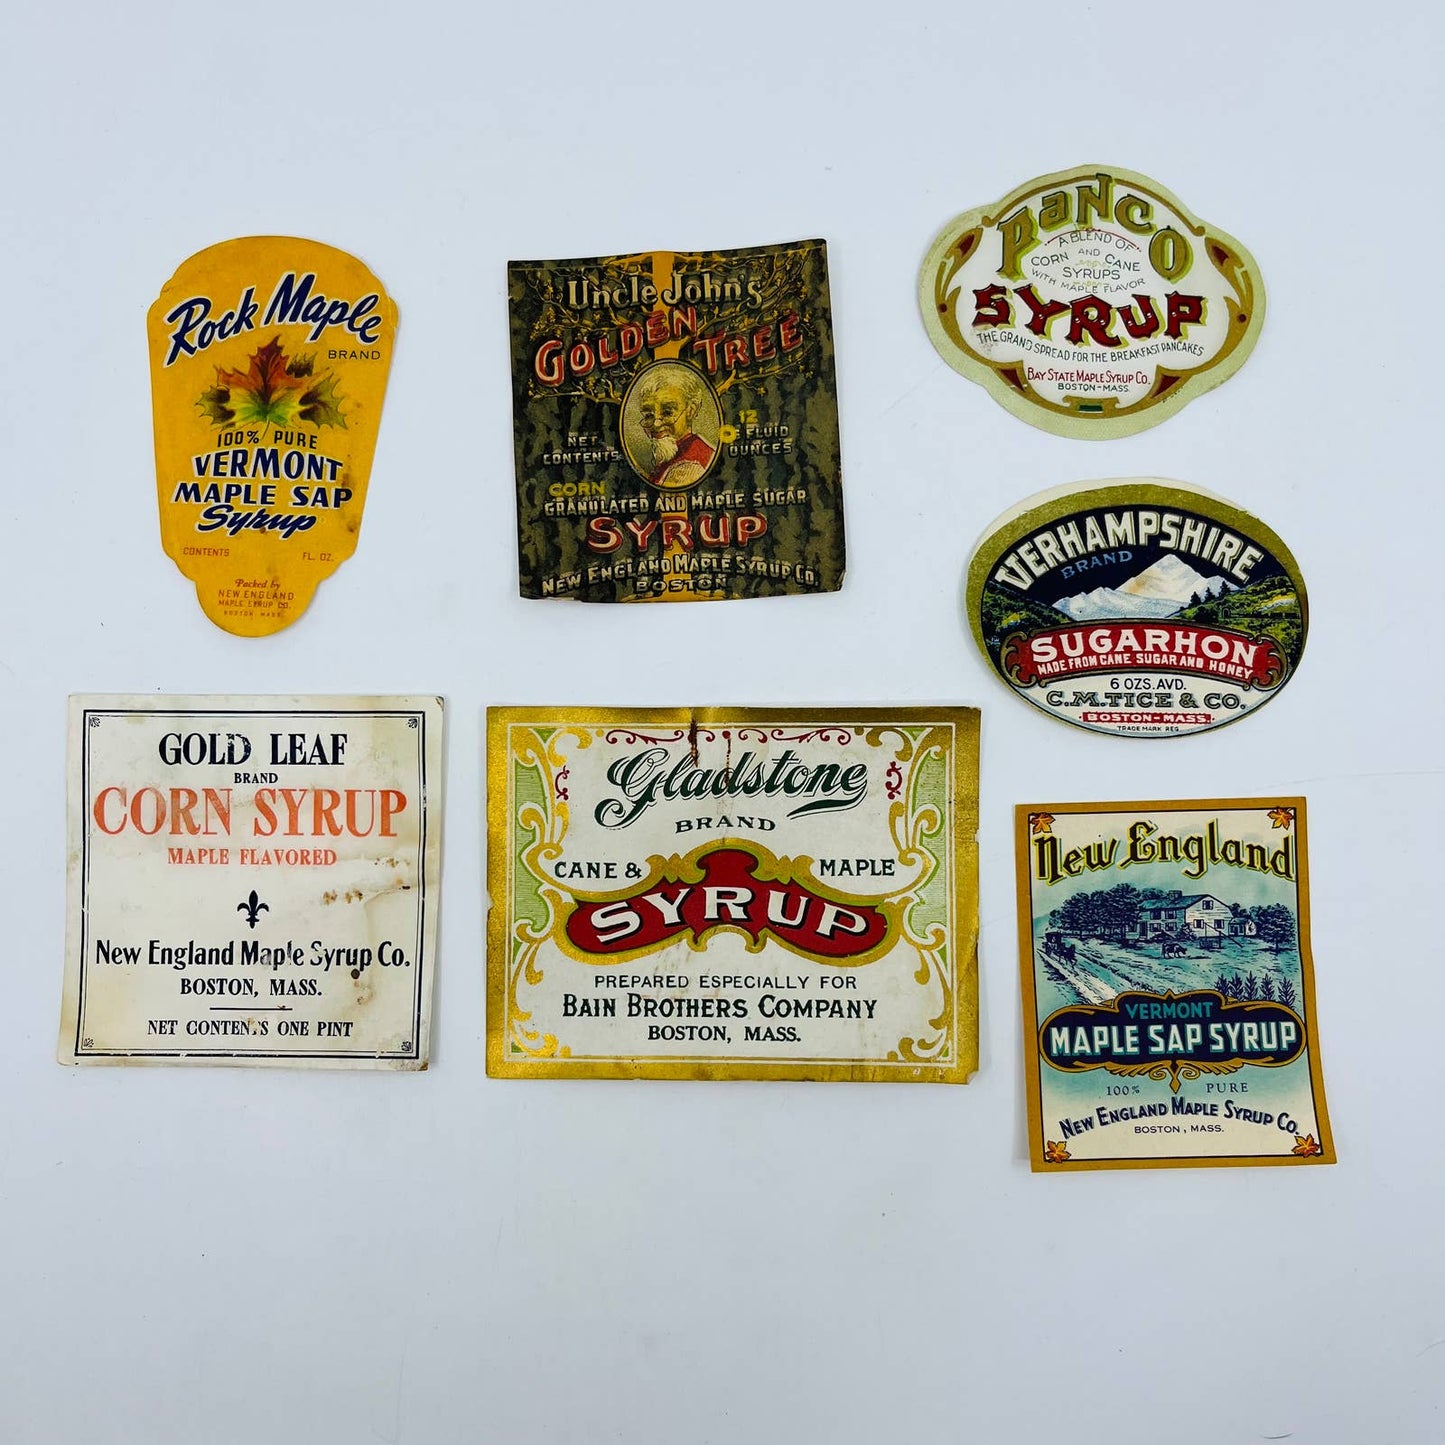 Rock Maple
BRAND
100% PURE
VERMONT
MAPLE SAP
Syrup
CONTENTS FL. OZ.
Packed by
NEW ENGLAND
MAPLE SYRUP CO.
BOSTON MASS.
Uncle John's
GOLDEN
TREE
NET CONTENTS
12 FLUID OUNCES
CORN
GRANULATED AND MAPLE SUGAR
SYRUP
NEW ENGLAND MAPLE SYRUP CO.
BOSTON
PANCO
A BLEND OF
CORN AND CANE
SYRUPS
WITH MAPLE FLAVOR
SYRUP
THE GRAND SPREAD FOR THE BREAKFAST PANCAKES
BAY STATE MAPLE SYRUP CO.
BOSTON-MASS.
VERHAMPSHIRE
BRAND
SUGARHON
MADE FROM CANE SUGAR AND HONEY
6 OZS. AVD.
C.M. TICE & CO.
BOSTON-MASS.
TRADE MARK REG
GOLD LEAF
BRAND
CORN SYRUP
MAPLE FLAVORED
New England Maple Syrup Co.
BOSTON, MASS.
NET CONTENTS ONE PINT
Gladstone
BRAND
CANE & MAPLE
SYRUP
PREPARED ESPECIALLY FOR
BAIN BROTHERS COMPANY
BOSTON, MASS.
New England
VERMONT
MAPLE SAP SYRUP
100% PURE
NEW ENGLAND MAPLE SYRUP CO.
BOSTON, MASS.